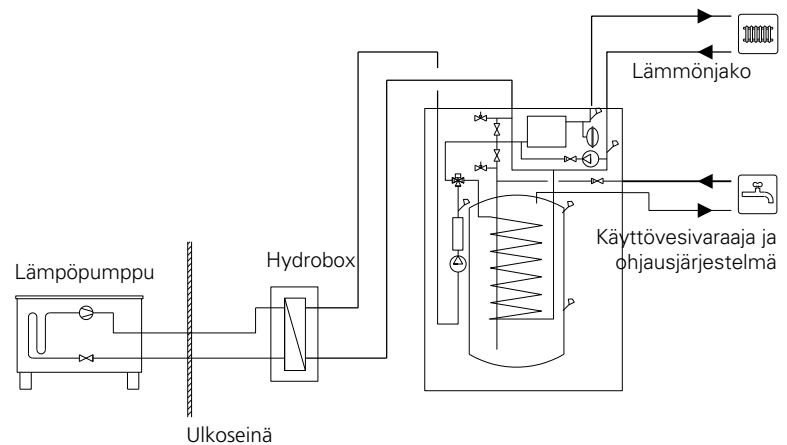 Lämmönjako
Käyttövesivaraaja ja
ohjausjärjestelmä
Hydrobox
Lämpöpumppu
Ulkoseinä